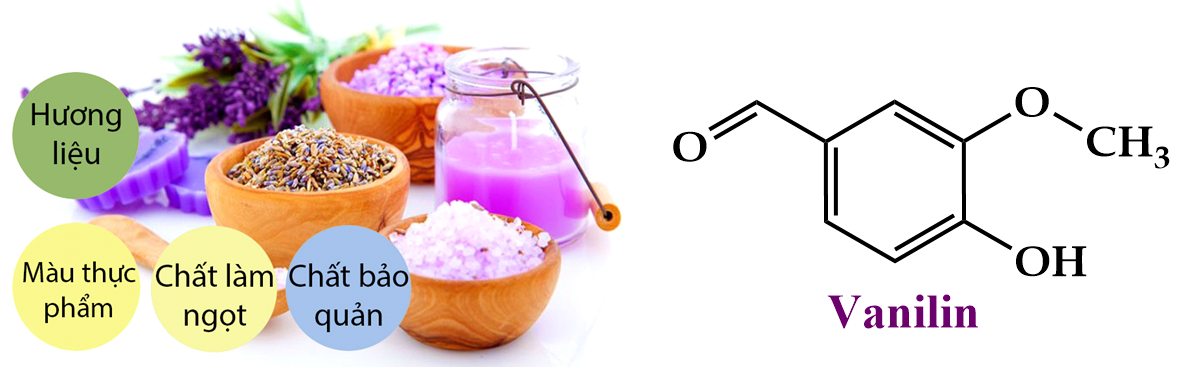 Hương
liệu
Màu thực
phẩm
Chất làm
ngọt
Chất bảo
quản
O
O
CH₃
OH
Vanilin